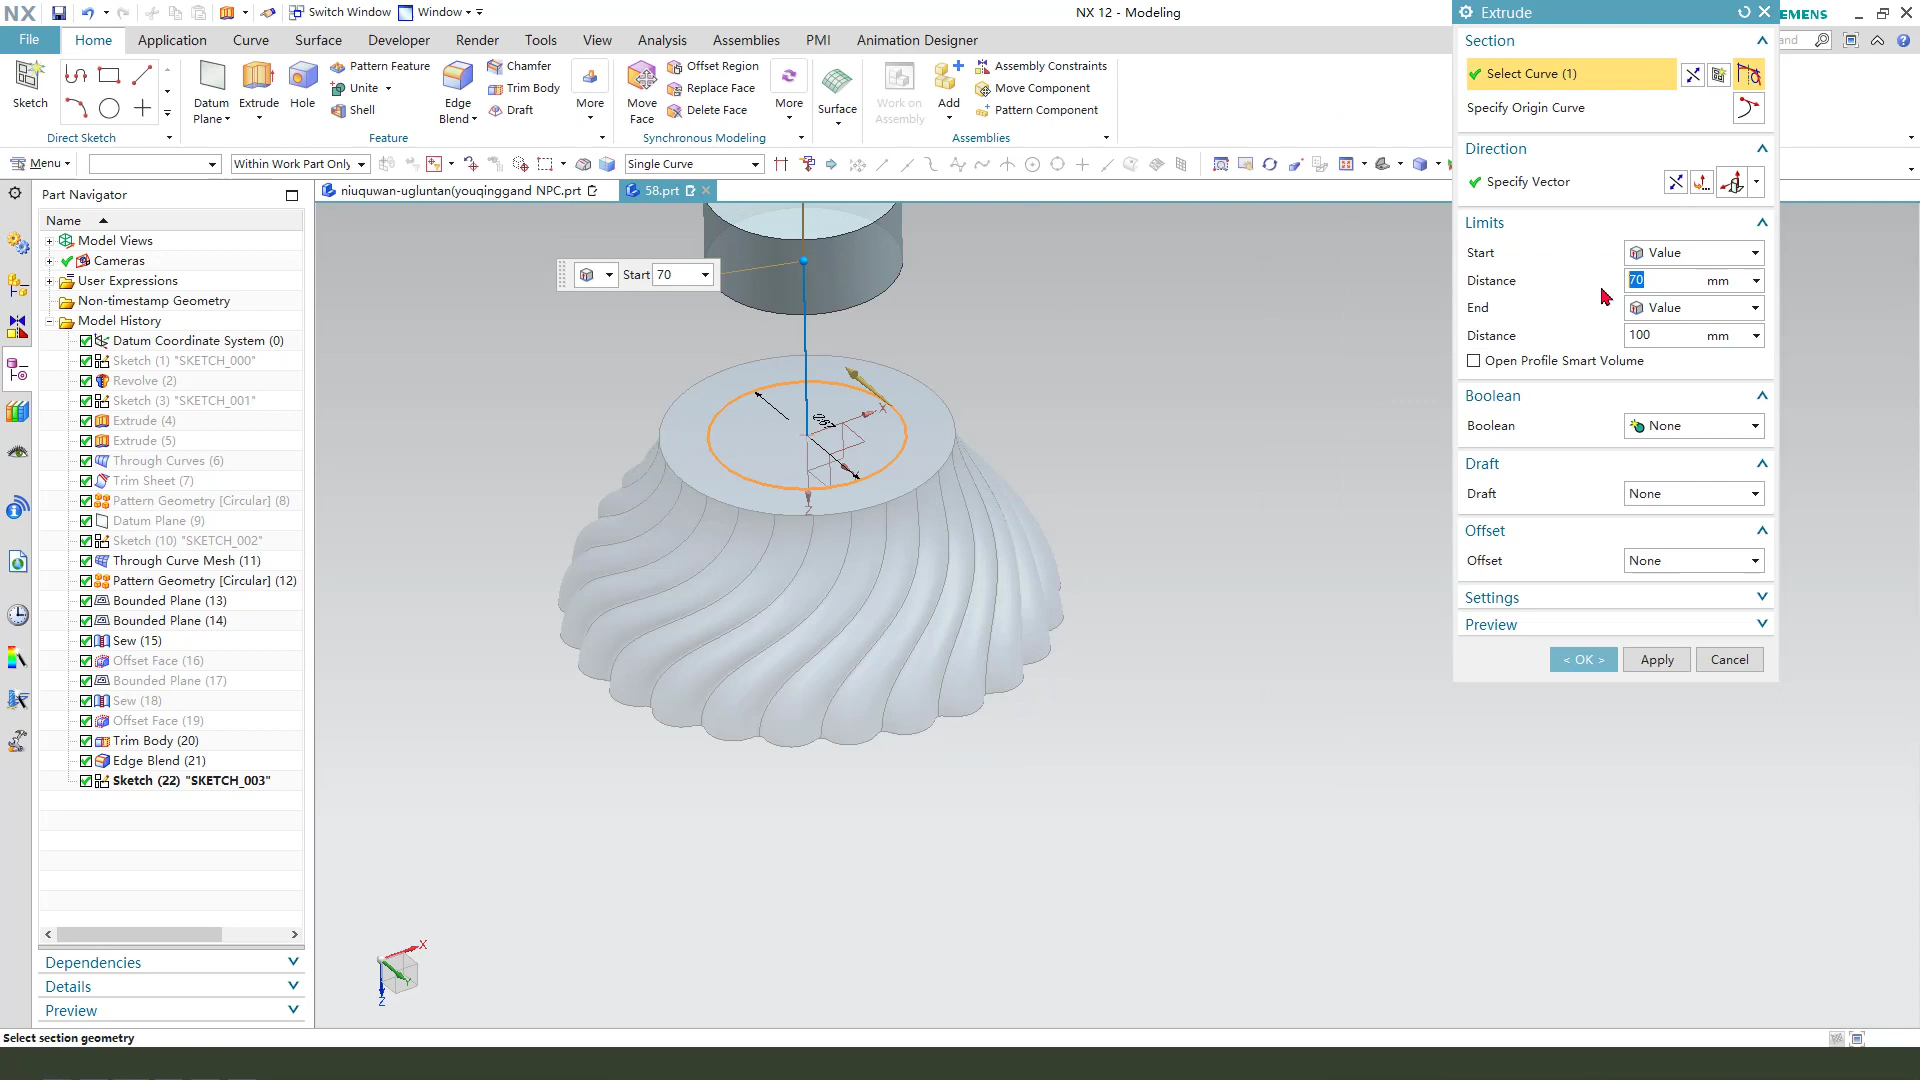 NX
Switch Window
Window
NX 12 - Modeling
Extrude
EMENS
File
Home
Application
Curve
Surface
Developer
Render
Tools
View
Analysis
Assemblies
PMI
Animation Designer
Section
Select Curve (1)
Specify Origin Curve
Direction
Specify Vector
Limits
Start
Value
Distance
70
mm
End
Value
Distance
100
mm
Open Profile Smart Volume
Boolean
Boolean
None
Draft
Draft
None
Offset
Offset
None
Settings
Preview
< OK >
Apply
Cancel
Sketch
Direct Sketch
Datum
Plane
Extrude
Hole
Pattern Feature
Unite
Shell
Edge
Blend
Chamfer
Trim Body
Draft
More
Feature
Move
Face
Offset Region
Replace Face
Delete Face
More
Synchronous Modeling
Surface
Work on
Assembly
Add
Assembly Constraints
Move Component
Pattern Component
Assemblies
Menu
Within Work Part Only
Single Curve
Part Navigator
niuquwan-ugluntan(youqinggand NPC.prt
58.prt
Name
Model Views
Cameras
User Expressions
Non-timestamp Geometry
Model History
Datum Coordinate System (0)
Sketch (1) "SKETCH_000"
Revolve (2)
Sketch (3) "SKETCH_001"
Extrude (4)
Extrude (5)
Through Curves (6)
Trim Sheet (7)
Pattern Geometry [Circular] (8)
Datum Plane (9)
Sketch (10) "SKETCH_002"
Through Curve Mesh (11)
Pattern Geometry [Circular] (12)
Bounded Plane (13)
Bounded Plane (14)
Sew (15)
Offset Face (16)
Bounded Plane (17)
Sew (18)
Offset Face (19)
Trim Body (20)
Edge Blend (21)
Sketch (22) "SKETCH_003"
Dependencies
Details
Preview
Start
70
Ø67
X
Z
X
Y
Z
Select section geometry